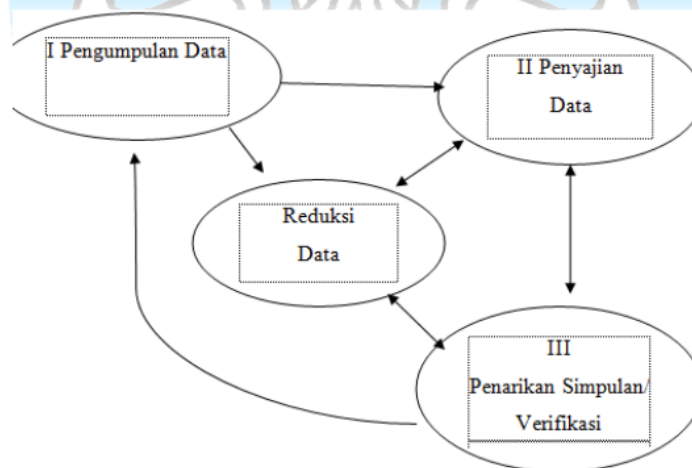 I Pengumpulan Data
II Penyajian
Data
Reduksi
Data
III
Penarikan Simpulan/
Verifikasi